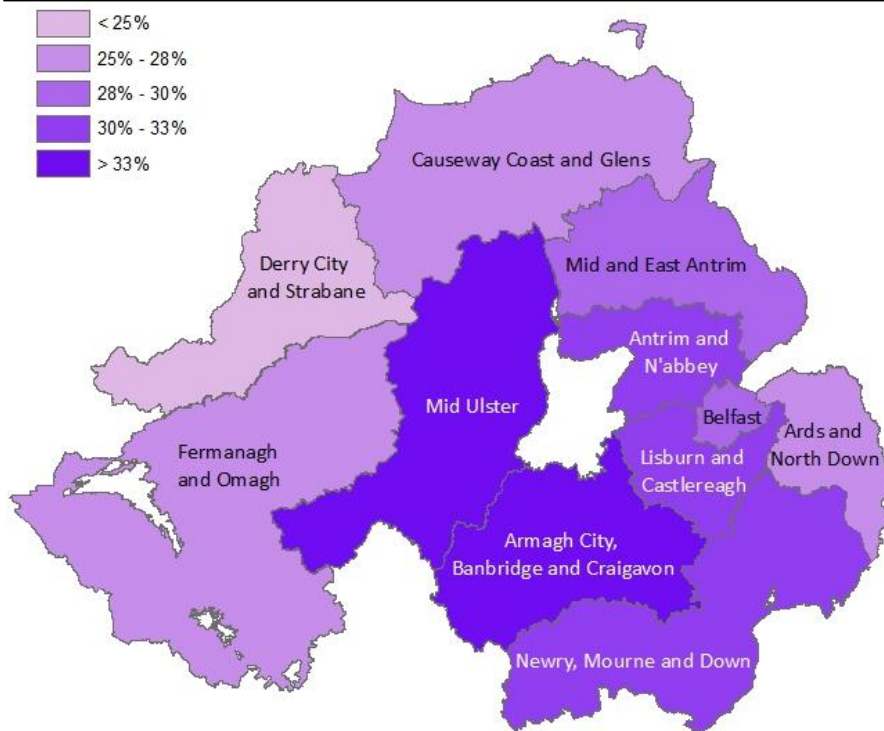 < 25%
25% - 28%
28% - 30%
30% - 33%
> 33%
Causeway Coast and Glens
Derry City
and Strabane
Mid and East Antrim
Antrim and
N'abbey
Mid Ulster
Belfast
Ards and
North Down
Fermanagh
and Omagh
Lisburn and
Castlereagh
Armagh City,
Banbridge and Craigavon
Newry, Mourne and Down